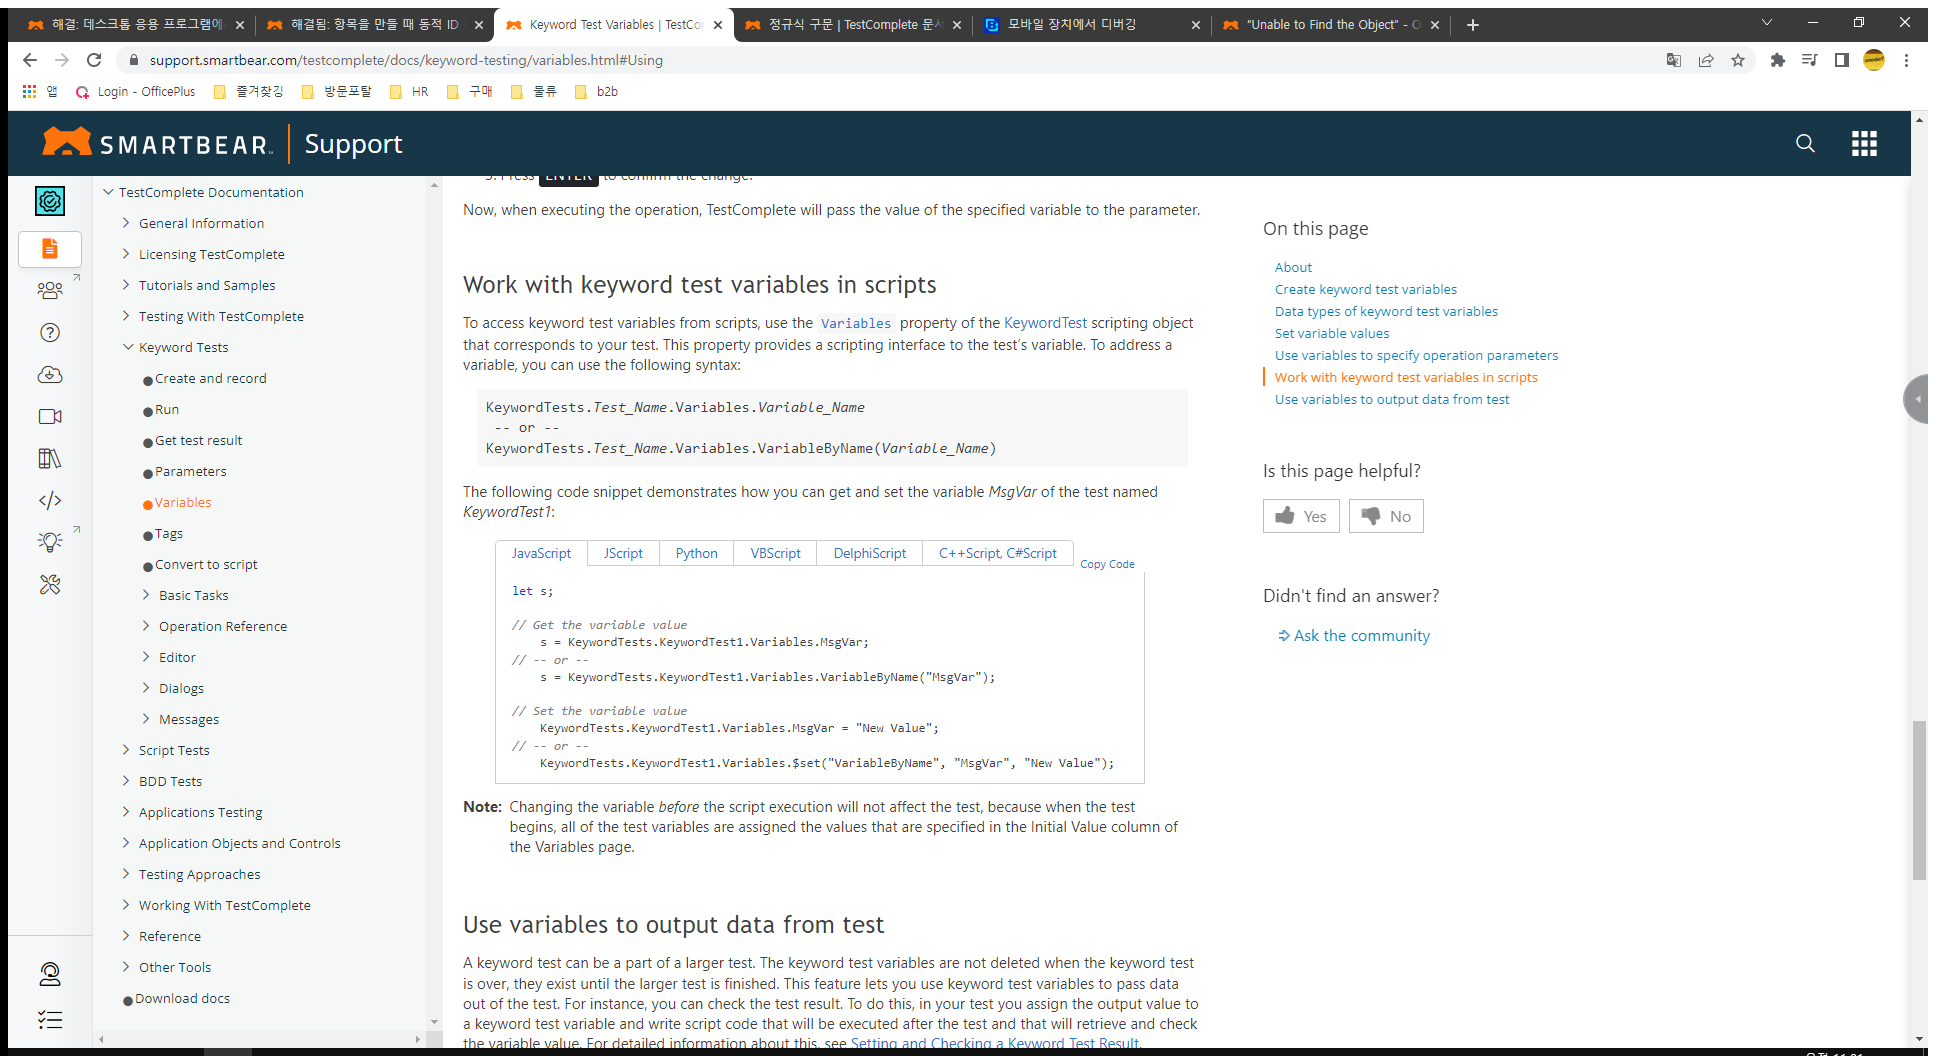 해결: 데스크톱 응용 프로그램에
해결됨: 항목을 만들 때 동적 ID
Keyword Test Variables | TestCor
정규식 구문 | TestComplete 문서
모바일 장치에서 디버깅
"Unable to Find the Object" - O
support.smartbear.com/testcomplete/docs/keyword-testing/variables.html#Using
앱
Login - OfficePlus
즐겨찾깅
방문포탈
HR
구매
물류
b2b
SMARTBEAR
Support
TestComplete Documentation
General Information
Licensing TestComplete
Tutorials and Samples
Testing With TestComplete
Keyword Tests
Create and record
Run
Get test result
Parameters
Variables
Tags
Convert to script
Basic Tasks
Operation Reference
Editor
Dialogs
Messages
Script Tests
BDD Tests
Applications Testing
Application Objects and Controls
Testing Approaches
Working With TestComplete
Reference
Other Tools
Download docs
Press ENTER to confirm the change.
Now, when executing the operation, TestComplete will pass the value of the specified variable to the parameter.
Work with keyword test variables in scripts
To access keyword test variables from scripts, use the Variables property of the KeywordTest scripting object
that corresponds to your test. This property provides a scripting interface to the test's variable. To address a
variable, you can use the following syntax:
KeywordTests.Test_Name.Variables.Variable_Name
-- or --
KeywordTests.Test_Name.Variables.VariableByName(Variable_Name)
The following code snippet demonstrates how you can get and set the variable MsgVar of the test named
KeywordTest1:
JavaScript
JScript
Python
VBScript
DelphiScript
C++Script, C#Script
Copy Code
let s;
// Get the variable value
s = KeywordTests.KeywordTest1.Variables.MsgVar;
// -- or --
s = KeywordTests.KeywordTest1.Variables.VariableByName("MsgVar");
// Set the variable value
KeywordTests.KeywordTest1.Variables.MsgVar = "New Value";
// -- or --
KeywordTests.KeywordTest1.Variables.$set("VariableByName", "MsgVar", "New Value");
Note: Changing the variable before the script execution will not affect the test, because when the test
begins, all of the test variables are assigned the values that are specified in the Initial Value column of
the Variables page.
Use variables to output data from test
A keyword test can be a part of a larger test. The keyword test variables are not deleted when the keyword test
is over, they exist until the larger test is finished. This feature lets you use keyword test variables to pass data
out of the test. For instance, you can check the test result. To do this, in your test you assign the output value to
a keyword test variable and write script code that will be executed after the test and that will retrieve and check
the variable value. For detailed information about this, see Setting and Checking a Keyword Test Result.
On this page
About
Create keyword test variables
Data types of keyword test variables
Set variable values
Use variables to specify operation parameters
Work with keyword test variables in scripts
Use variables to output data from test
Is this page helpful?
Yes
No
Didn't find an answer?
Ask the community